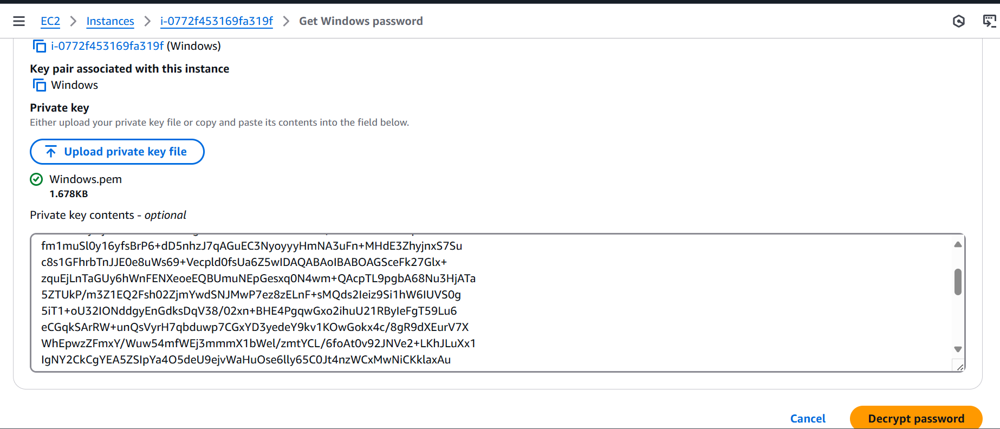 EC2 > Instances > i-0772f453169fa319f > Get Windows password
i-0772f453169fa319f (Windows)
Key pair associated with this instance
Windows
Private key
Either upload your private key file or copy and paste its contents into the field below.
Upload private key file
Windows.pem
1.678KB
Private key contents - optional
fm1muSl0y16yfsBrP6+dD5nhzJ7qAGuEC3NyoyyyHmNA3uFn+MHdE3ZhyjnxS7Su
c8s1GFhrbTnJJE0e8uWs69+Vecpld0fsUa6Z5wIDAQABAoIBABOAGSceFk27Glx+
zquEjLnTaGUy6hWnFENXeoeEQBUmuNEpGesxq0N4wm+QAcpTL9pgbA68Nu3HjATa
5ZTUkP/m3Z1EQ2Fsh02ZjmYwdSNJMwP7ez8zELnF+sMQds2Ieiz9Si1hW6IUVS0g
5iT1+oU32IONddgyEnGdksDqV38/02xn+BHE4PgqwGxo2ihuU21RByIeFgT59Lu6
eCGqkSArRW+unQsVyrH7qbduwp7CGxYD3yedeY9kv1KOwGokx4c/8gR9dXEurV7X
WhEpwzZFmxY/Wuw54mfWEj3mmmX1bWel/zmtYCL/6foAt0v92JNVe2+LKhJLuXx1
IgNY2CkCgYEA5ZSIpYa4O5deU9ejvWaHuOse6lly65C0Jt4nzWCxMwNiCKklaxAu
Cancel
Decrypt password